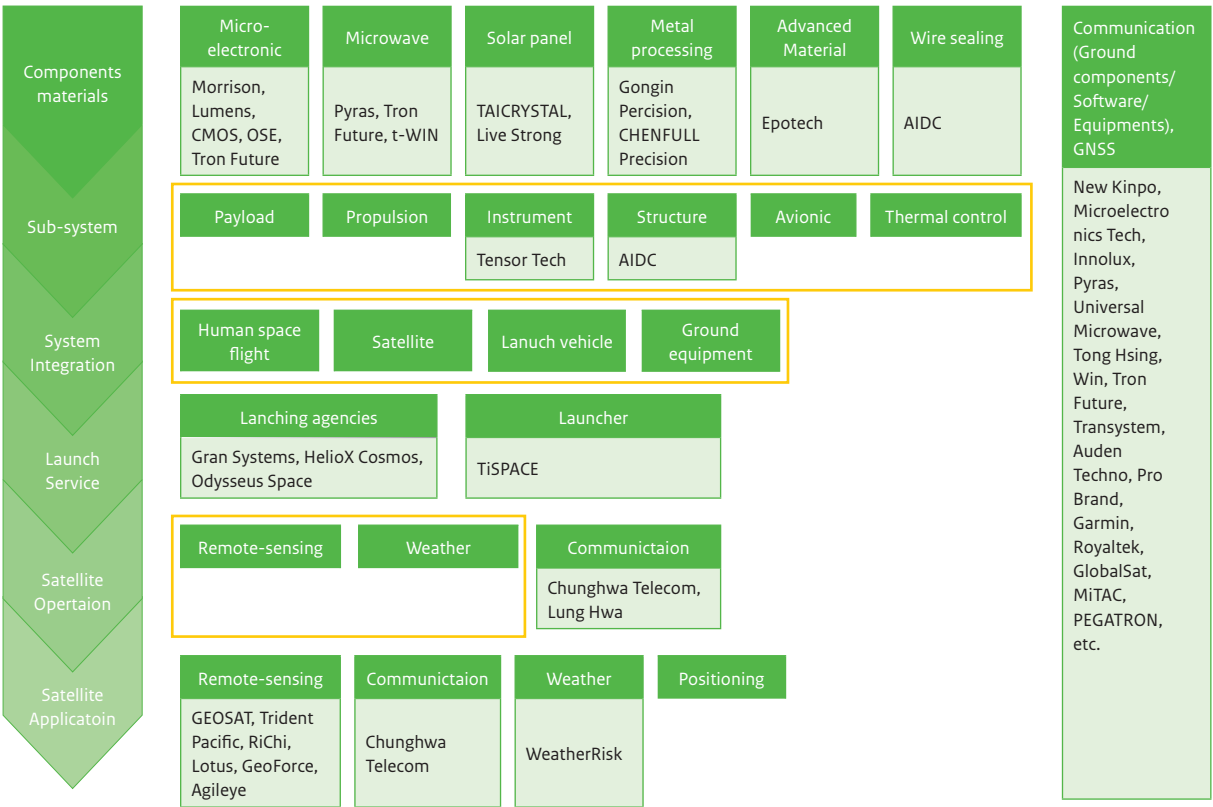 Components
materials
Micro-
electronic
Morrison,
Lumens,
CMOS, OSE,
Tron Future
Microwave
Pyras, Tron
Future, t-WIN
Solar panel
TAICRYSTAL,
Live Strong
Metal
processing
Gongin
Percision,
CHENFULL
Precision
Advanced
Material
Epotech
Wire sealing
AIDC
Sub-system
Payload
Propulsion
Instrument
Tensor Tech
Structure
AIDC
Avionic
Thermal control
System
Integration
Human space
flight
Satellite
Lanuch vehicle
Ground
equipment
Launch
Service
Lanching agencies
Gran Systems, HelioX Cosmos,
Odysseus Space
Launcher
TiSPACE
Satellite
Opertaion
Remote-sensing
Weather
Communictaion
Chunghwa Telecom,
Lung Hwa
Satellite
Applicatoin
Remote-sensing
GEOSAT, Trident
Pacific, RiChi,
Lotus, GeoForce,
Agileye
Communictaion
Chunghwa
Telecom
Weather
WeatherRisk
Positioning
Communication
(Ground
components/
Software/
Equipments),
GNSS
New Kinpo,
Microelectro
nics Tech,
Innolux,
Pyras,
Universal
Microwave,
Tong Hsing,
Win, Tron
Future,
Transystem,
Auden
Techno, Pro
Brand,
Garmin,
Royaltek,
GlobalSat,
MiTAC,
PEGATRON,
etc.